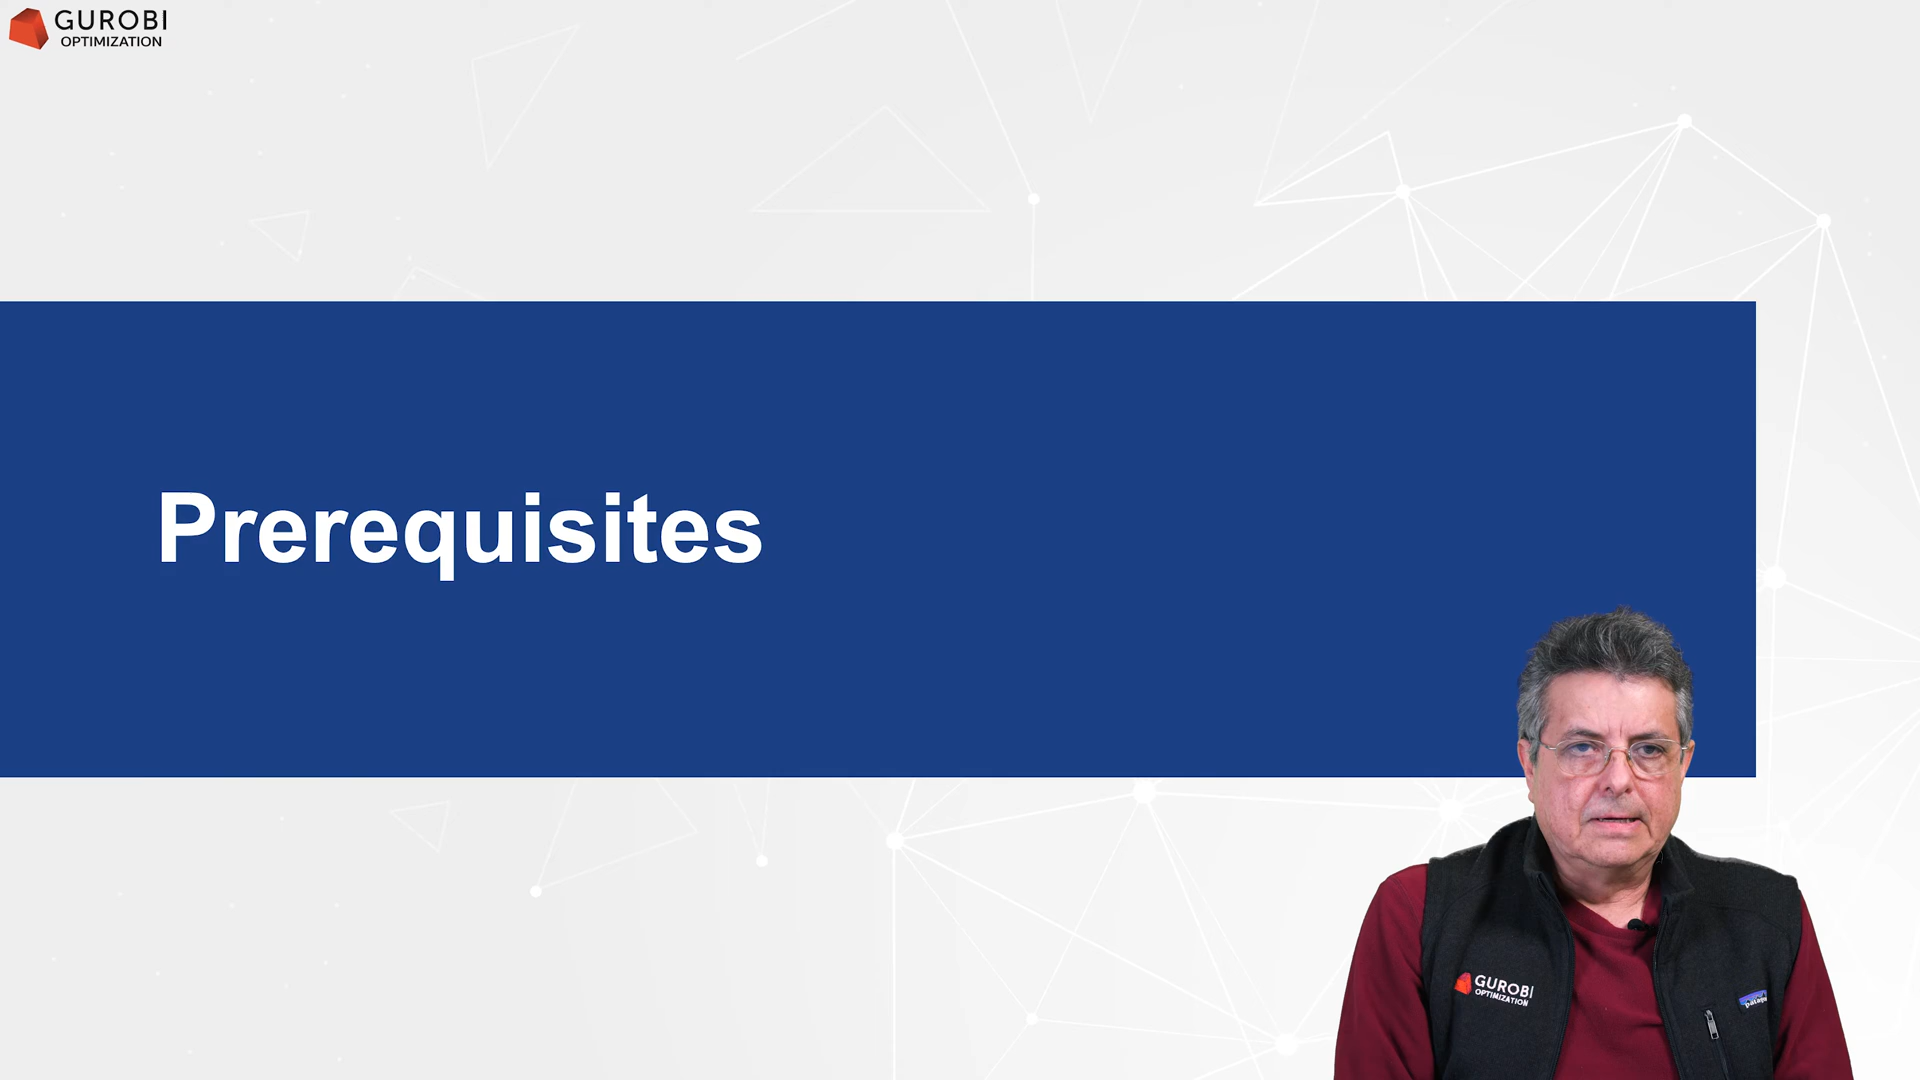 GUROBI
OPTIMIZATION
Prerequisites
GUROBI
OPTIMIZATION